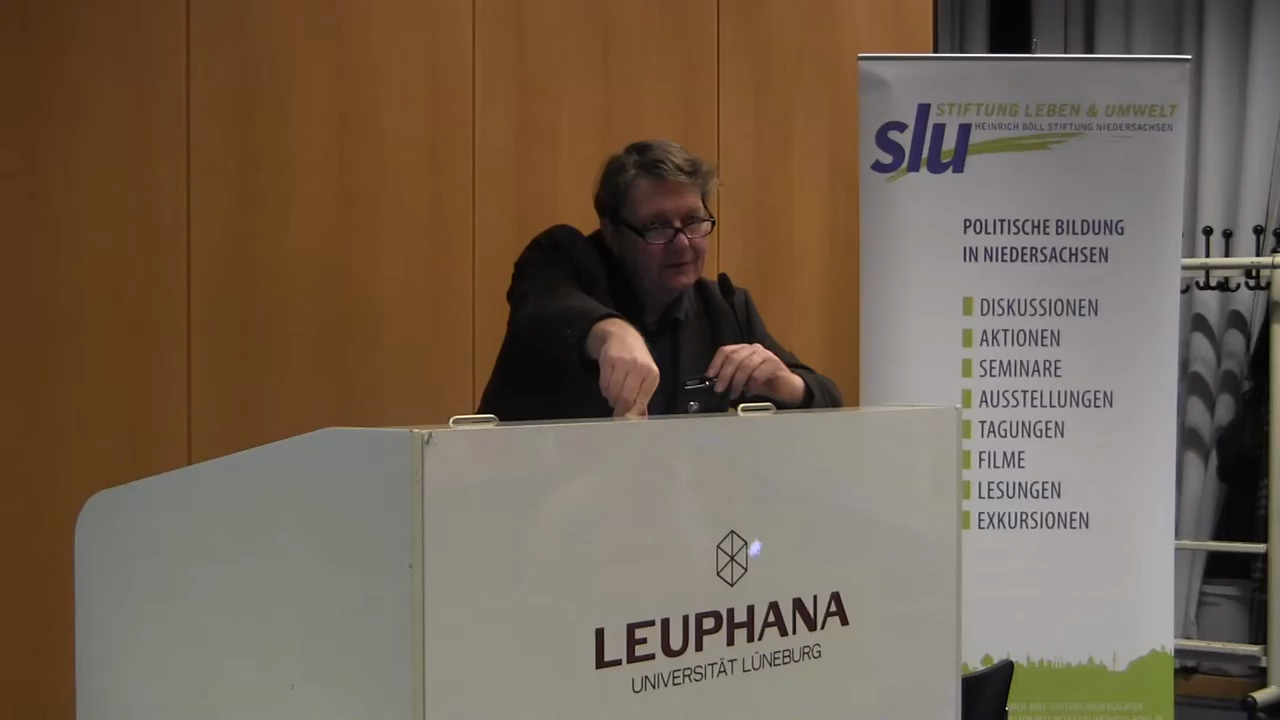 slu
STIFTUNG LEBEN & UMWELT
HEINRICH BÖLL STIFTUNG NIEDERSACHSEN
POLITISCHE BILDUNG
IN NIEDERSACHSEN
DISKUSSIONEN
AKTIONEN
SEMINARE
AUSSTELLUNGEN
TAGUNGEN
FILME
LESUNGEN
EXKURSIONEN
LEUPHANA
UNIVERSITÄT LÜNEBURG